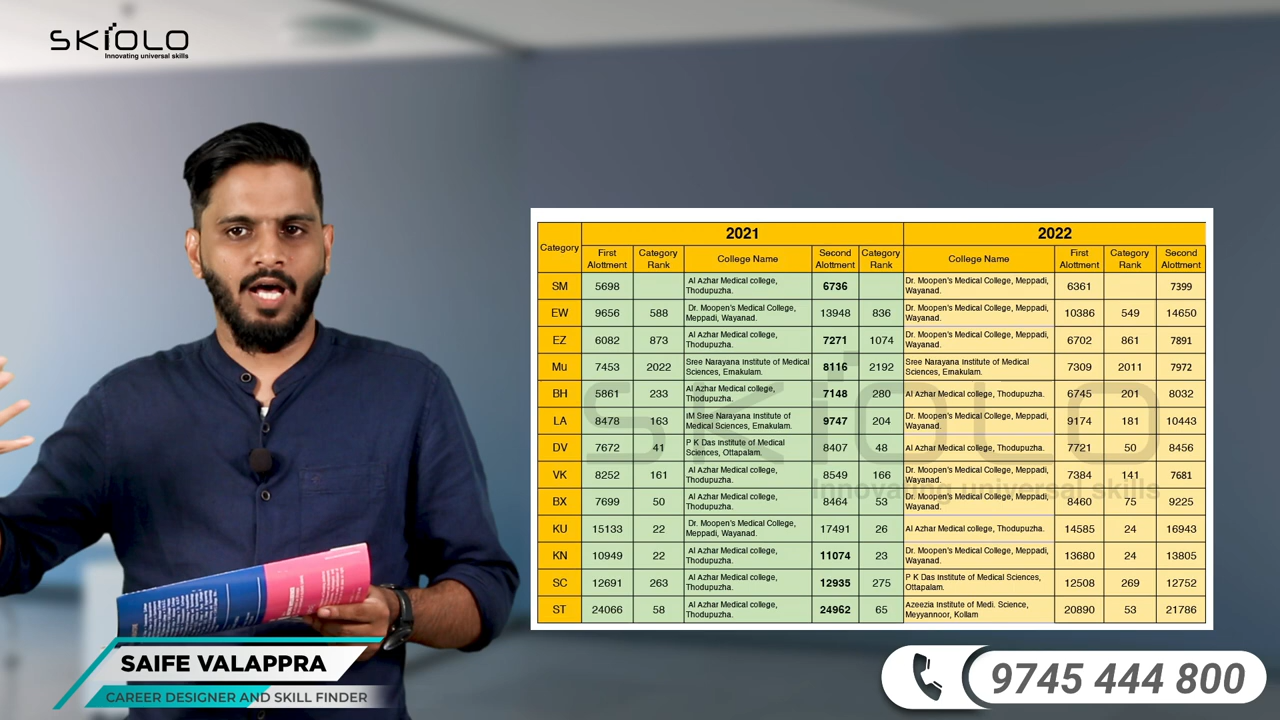 SKiOLO
Innovating universal skills
Category
2021
2022
First Alottment
Category Rank
College Name
Second Alottment
Category Rank
College Name
First Alottment
Category Rank
Second Alottment
SM 5698 Al Azhar Medical college, Thodupuzha. 6736 Dr. Moopen's Medical College, Meppadi, Wayanad. 6361 7399
EW 9656 588 Dr. Moopen's Medical College, Meppadi, Wayanad. 13948 836 Dr. Moopen's Medical College, Meppadi, Wayanad. 10386 549 14650
EZ 6082 873 Al Azhar Medical college, Thodupuzha. 7271 1074 Dr. Moopen's Medical College, Meppadi, Wayanad. 6702 861 7891
Mu 7453 2022 Sree Narayana Institute of Medical Sciences, Ernakulam. 8116 2192 Sree Narayana Institute of Medical Sciences, Ernakulam. 7309 2011 7972
BH 5861 233 Al Azhar Medical college, Thodupuzha. 7148 280 Al Azhar Medical college, Thodupuzha. 6745 201 8032
LA 8478 163 IM Sree Narayana Institute of Medical Sciences, Ernakulam. 9747 204 Dr. Moopen's Medical College, Meppadi, Wayanad. 9174 181 10443
DV 7672 41 P K Das Institute of Medical Sciences, Ottapalam. 8407 48 Al Azhar Medical college, Thodupuzha. 7721 50 8456
VK 8252 161 Al Azhar Medical college, Thodupuzha. 8549 166 Dr. Moopen's Medical College, Meppadi, Wayanad. 7384 141 7681
BX 7699 50 Al Azhar Medical college, Thodupuzha. 8464 53 Dr. Moopen's Medical College, Meppadi, Wayanad. 8460 75 9225
KU 15133 22 Dr. Moopen's Medical College, Meppadi, Wayanad. 17491 26 Al Azhar Medical college, Thodupuzha. 14585 24 16943
KN 10949 22 Al Azhar Medical college, Thodupuzha. 11074 23 Dr. Moopen's Medical College, Meppadi, Wayanad. 13680 24 13805
SC 12691 263 Al Azhar Medical college, Thodupuzha. 12935 275 P K Das Institute of Medical Sciences, Ottapalam. 12508 269 12752
ST 24066 58 Al Azhar Medical college, Thodupuzha. 24962 65 Azeezia Institute of Medi. Science, Meyyannoor, Kollam 20890 53 21786
SKiOLO
Innovating universal skills
SAIFE VALAPPRA
CAREER DESIGNER AND SKILL FINDER
9745 444 800